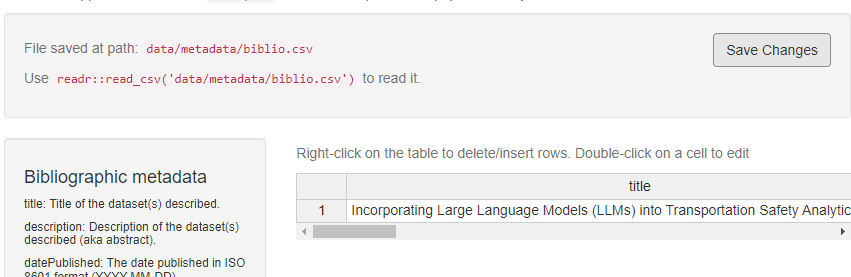 File saved at path: data/metadata/biblio.csv
Save Changes
Use readr::read_csv('data/metadata/biblio.csv') to read it.
Right-click on the table to delete/insert rows. Double-click on a cell to edit
Bibliographic metadata
title: Title of the dataset(s) described.
description: Description of the dataset(s)
described (aka abstract).
datePublished: The date published in ISO
8601 format (YYYY-MM-DD)
title
1 Incorporating Large Language Models (LLMs) into Transportation Safety Analytic